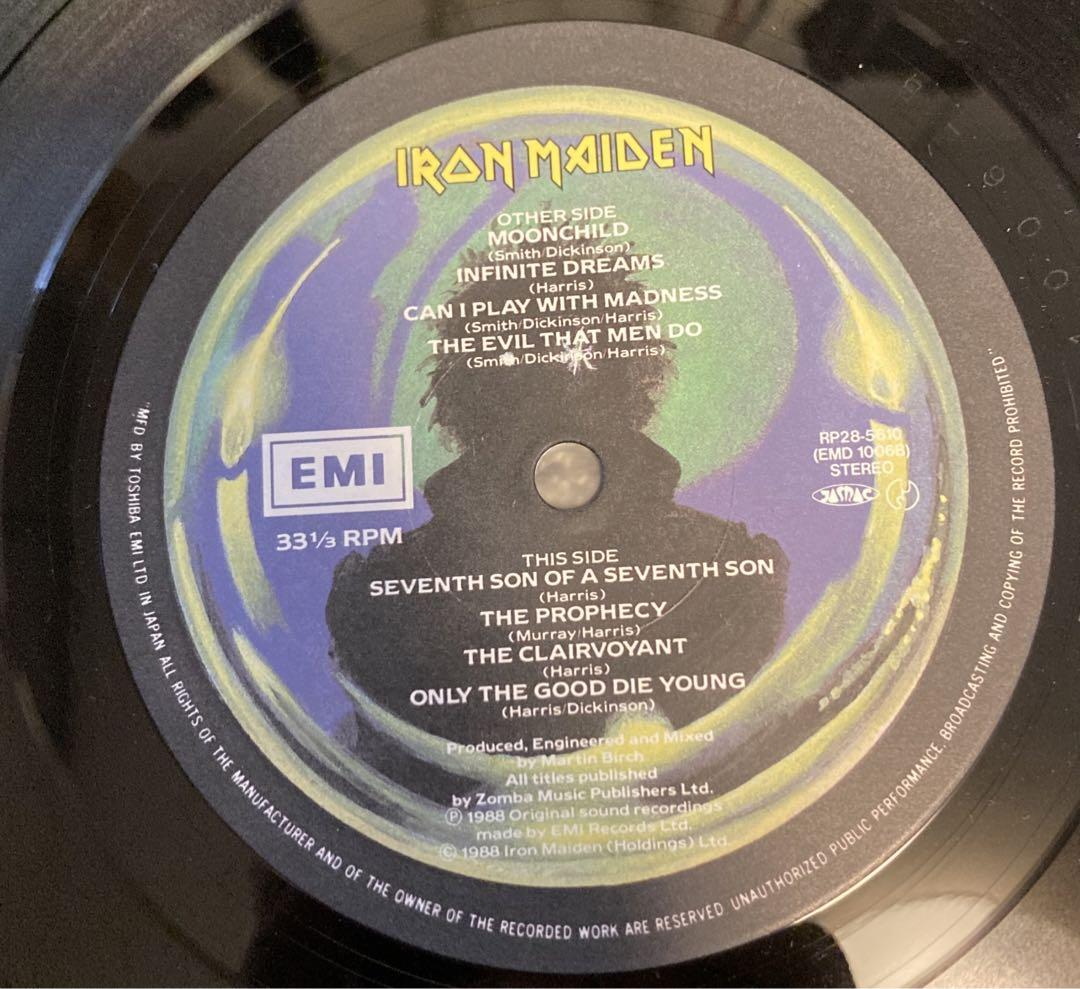 IRON MAIDEN
OTHER SIDE
MOONCHILD
(Smith/Dickinson)
INFINITE DREAMS
(Harris)
CAN I PLAY WITH MADNESS
(Smith/Dickinson/Harris)
THE EVIL THAT MEN DO
(Smith/Dickinson/Harris)
EMI
33⅓ RPM
RP28-5610
(EMD 10068)
STEREO
JASRAC
THIS SIDE
SEVENTH SON OF A SEVENTH SON
(Harris)
THE PROPHECY
(Murray/Harris)
THE CLAIRVOYANT
(Harris)
ONLY THE GOOD DIE YOUNG
(Harris/Dickinson)
Produced, Engineered and Mixed
by Martin Birch
All titles published
by Zomba Music Publishers Ltd.
Ⓟ 1988 Original sound recordings
made by EMI Records Ltd.
© 1988 Iron Maiden (Holdings) Ltd.
"MFD BY TOSHIBA EMI LTD IN JAPAN ALL RIGHTS OF THE MANUFACTURER AND OF THE OWNER OF THE RECORDED WORK ARE RESERVED. UNAUTHORIZED PUBLIC PERFORMANCE. BROADCASTING AND COPYING OF THE RECORD PROHIBITED"